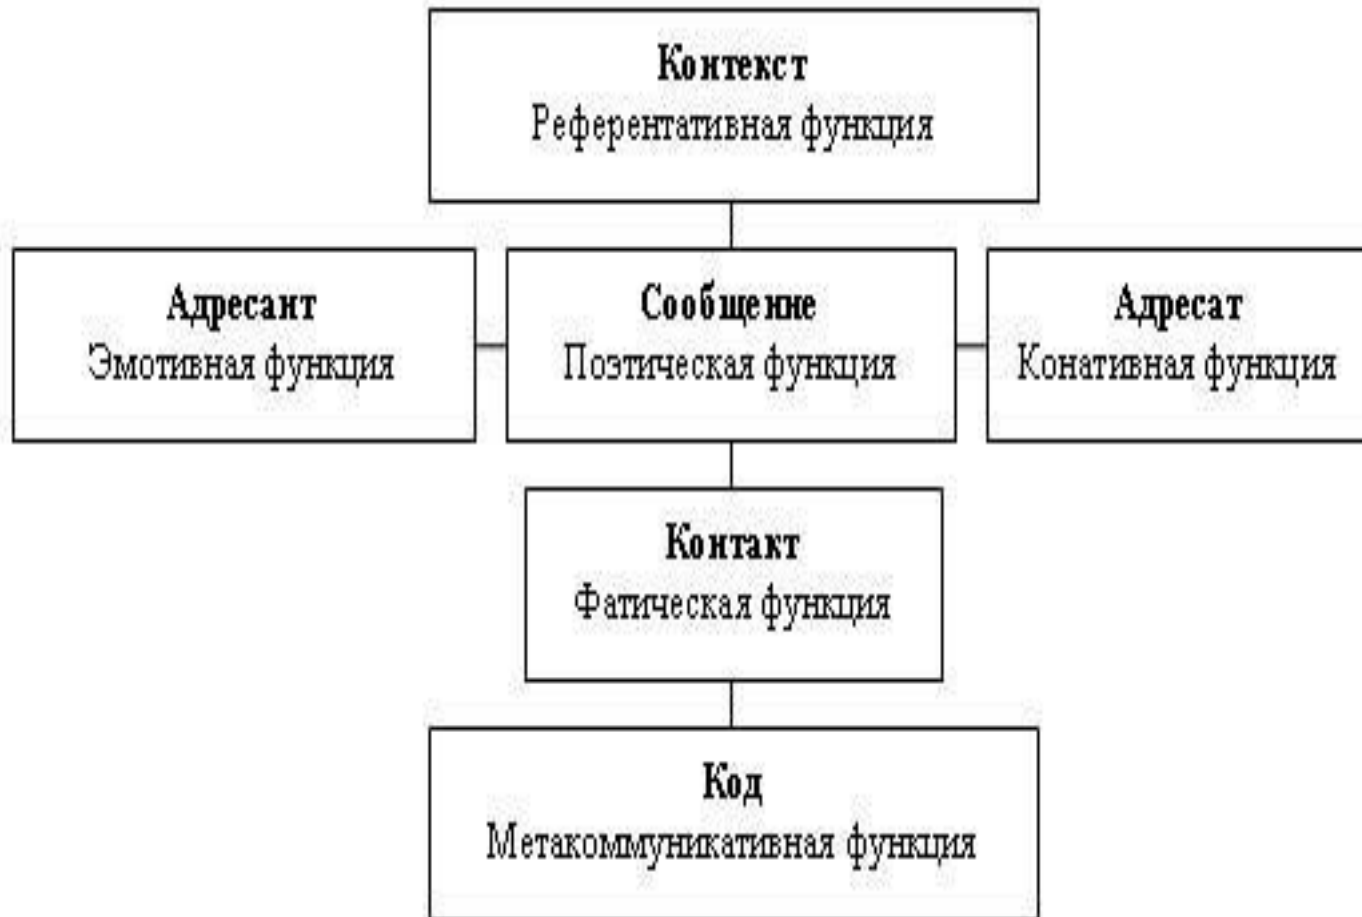 Контекст
Референтативная функция
Адресант
Эмотивная функция
Сообщение
Поэтическая функция
Адресат
Конативная функция
Контакт
Фатическая функция
Код
Метакоммуникативная функция